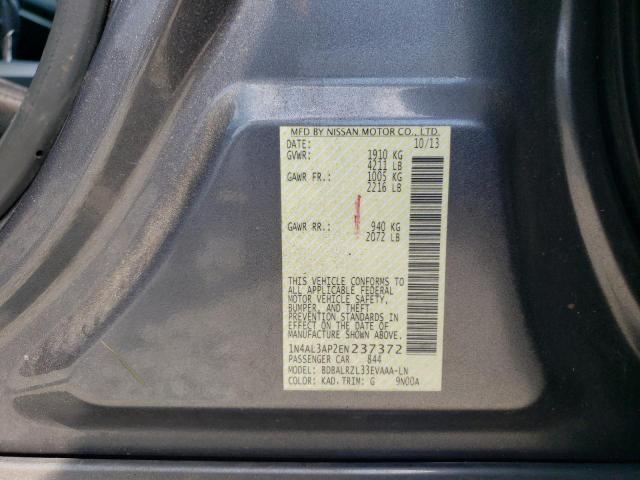 MFD BY NISSAN MOTOR CO., LTD.
DATE: 10/13
GVWR: 1910 KG
4211 LB
GAWR FR.: 1005 KG
2216 LB
GAWR RR.: 940 KG
2072 LB
THIS VEHICLE CONFORMS TO
ALL APPLICABLE FEDERAL
MOTOR VEHICLE SAFETY,
BUMPER, AND THEFT
PREVENTION STANDARDS IN
EFFECT ON THE DATE OF
MANUFACTURE SHOWN ABOVE.
1N4AL3AP2EN237372
PASSENGER CAR 844
MODEL: BDBALRZL33EVAAA-LN
COLOR: KAD TRIM: G 9N00A